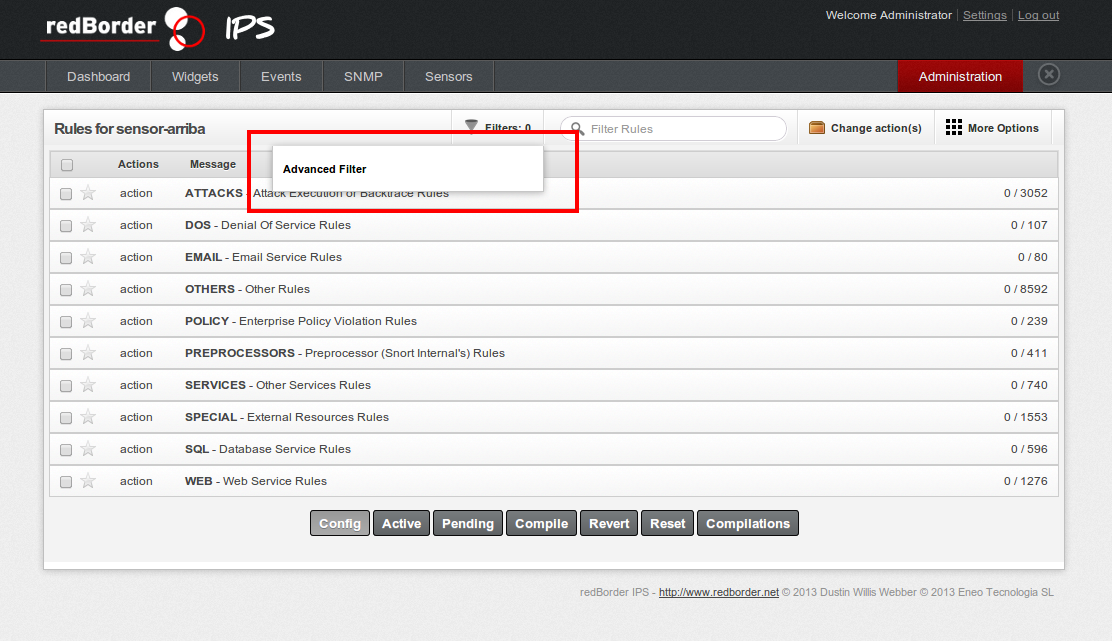 redBorder IPS
Welcome Administrator Settings Log out
Dashboard Widgets Events SNMP Sensors Administration
Rules for sensor-arriba Filters: 0 Filter Rules Change action(s) More Options
Actions Message
Advanced Filter
action ATTACKS - Attack Execution or Backtrace Rules 0 / 3052
action DOS - Denial Of Service Rules 0 / 107
action EMAIL - Email Service Rules 0 / 80
action OTHERS - Other Rules 0 / 8592
action POLICY - Enterprise Policy Violation Rules 0 / 239
action PREPROCESSORS - Preprocessor (Snort Internal's) Rules 0 / 411
action SERVICES - Other Services Rules 0 / 740
action SPECIAL - External Resources Rules 0 / 1553
action SQL - Database Service Rules 0 / 596
action WEB - Web Service Rules 0 / 1276
Config Active Pending Compile Revert Reset Compilations
redBorder IPS - http://www.redborder.net © 2013 Dustin Willis Webber © 2013 Eneo Tecnologia SL